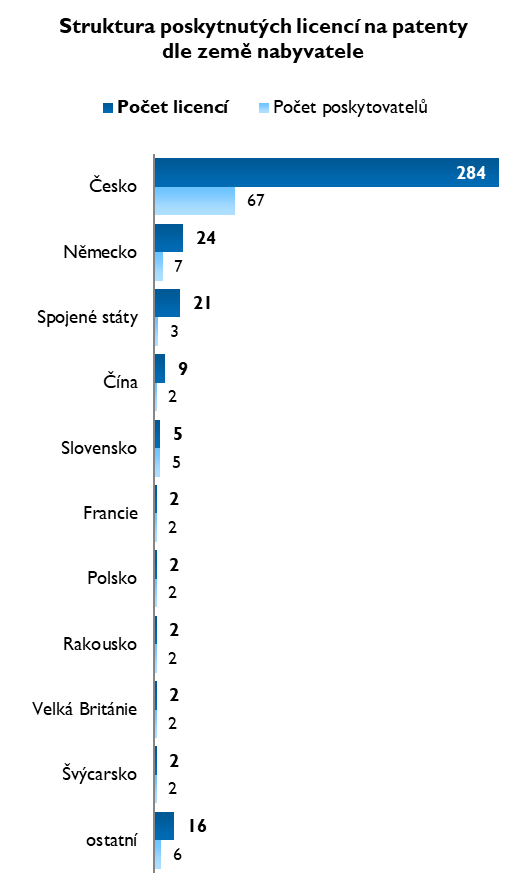 Struktura poskytnutých licencí na patenty
dle země nabyvatele
Počet licencí Počet poskytovatelů
Česko 284
67
Německo 24
7
Spojené státy 21
3
Čína 9
2
Slovensko 5
5
Francie 2
2
Polsko 2
2
Rakousko 2
2
Velká Británie 2
2
Švýcarsko 2
2
ostatní 16
6